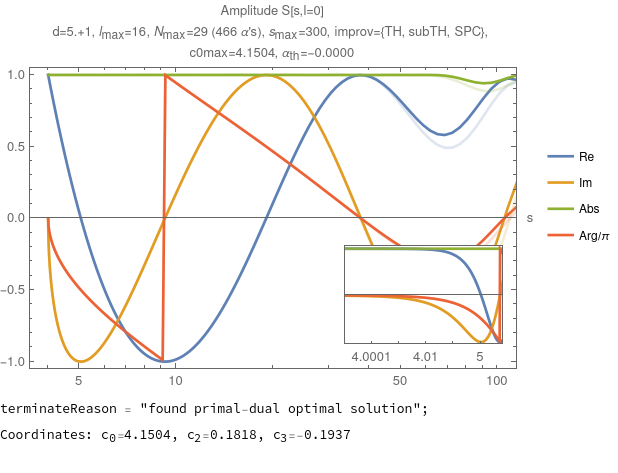 Amplitude S[s,l=0]
d=5.+1, lmax=16, Nmax=29 (466 α's), smax=300, improv={TH, subTH, SPC},
c0max=4.1504, αth=-0.0000
1.0
0.5
0.0
-0.5
-1.0
s
Re
Im
Abs
Arg/π
4.0001 4.01 5
5 10 50 100
terminateReason = "found primal-dual optimal solution";
Coordinates: c0=4.1504, c2=0.1818, c3=-0.1937